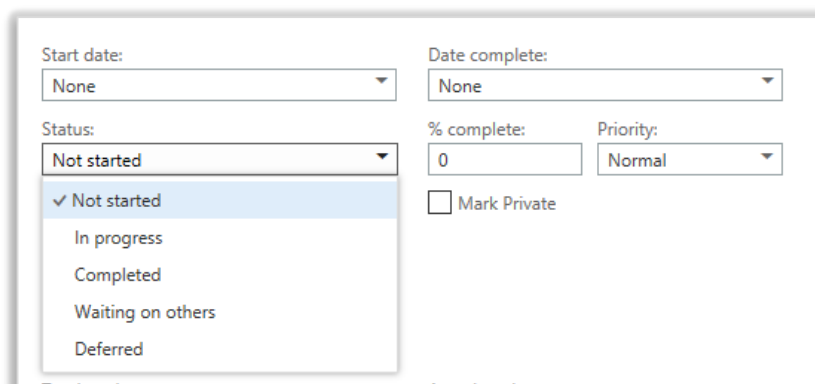 Start date:
Date complete:
None
None
Status:
% complete:
Priority:
Not started
0
Normal
Not started
Mark Private
In progress
Completed
Waiting on others
Deferred